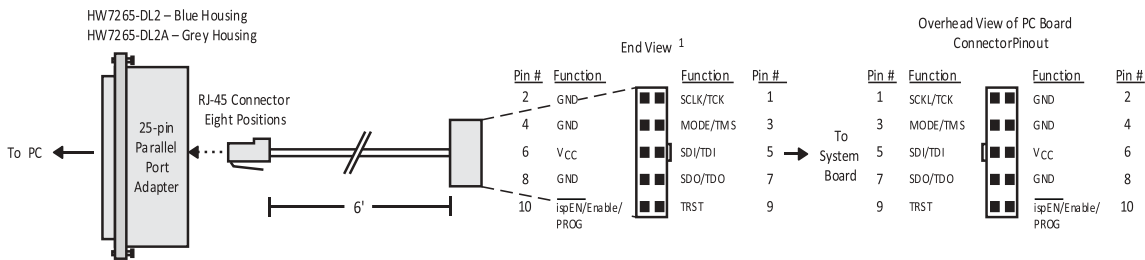 HW7265-DL2 – Blue Housing
HW7265-DL2A – Grey Housing
To PC
25-pin
Parallel
Port
Adapter
RJ-45 Connector
Eight Positions
6'
End View 1
Pin # Function Function Pin #
2 GND SCLK/TCK 1
4 GND MODE/TMS 3
6 VCC SDI/TDI 5
8 GND SDO/TDO 7
10 ispEN/Enable/ TRST 9
PROG
To
System
Board
Overhead View of PC Board
ConnectorPinout
Pin # Function Function Pin #
1 SCKL/TCK GND 2
3 MODE/TMS GND 4
5 SDI/TDI VCC 6
7 SDO/TDO GND 8
9 TRST ispEN/Enable/ 10
PROG